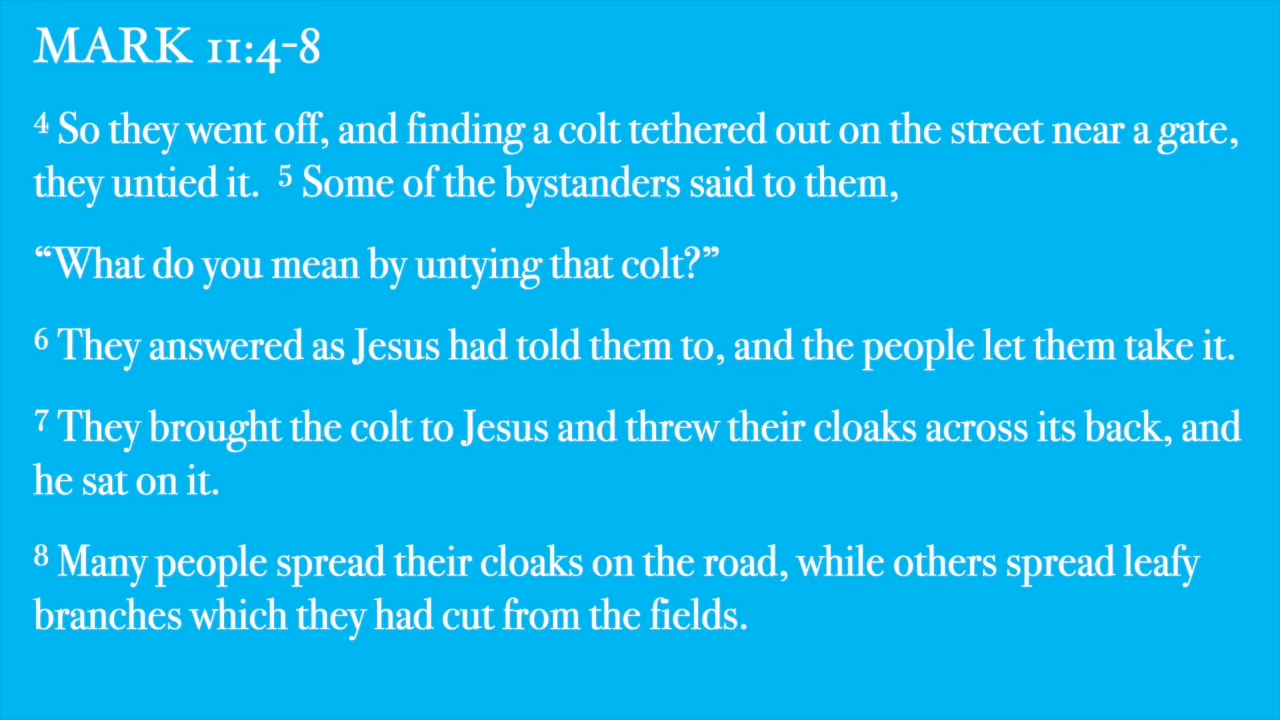 MARK 11:4-8
4 So they went off, and finding a colt tethered out on the street near a gate,
they untied it. 5 Some of the bystanders said to them,
“What do you mean by untying that colt?”
6 They answered as Jesus had told them to, and the people let them take it.
7 They brought the colt to Jesus and threw their cloaks across its back, and
he sat on it.
8 Many people spread their cloaks on the road, while others spread leafy
branches which they had cut from the fields.